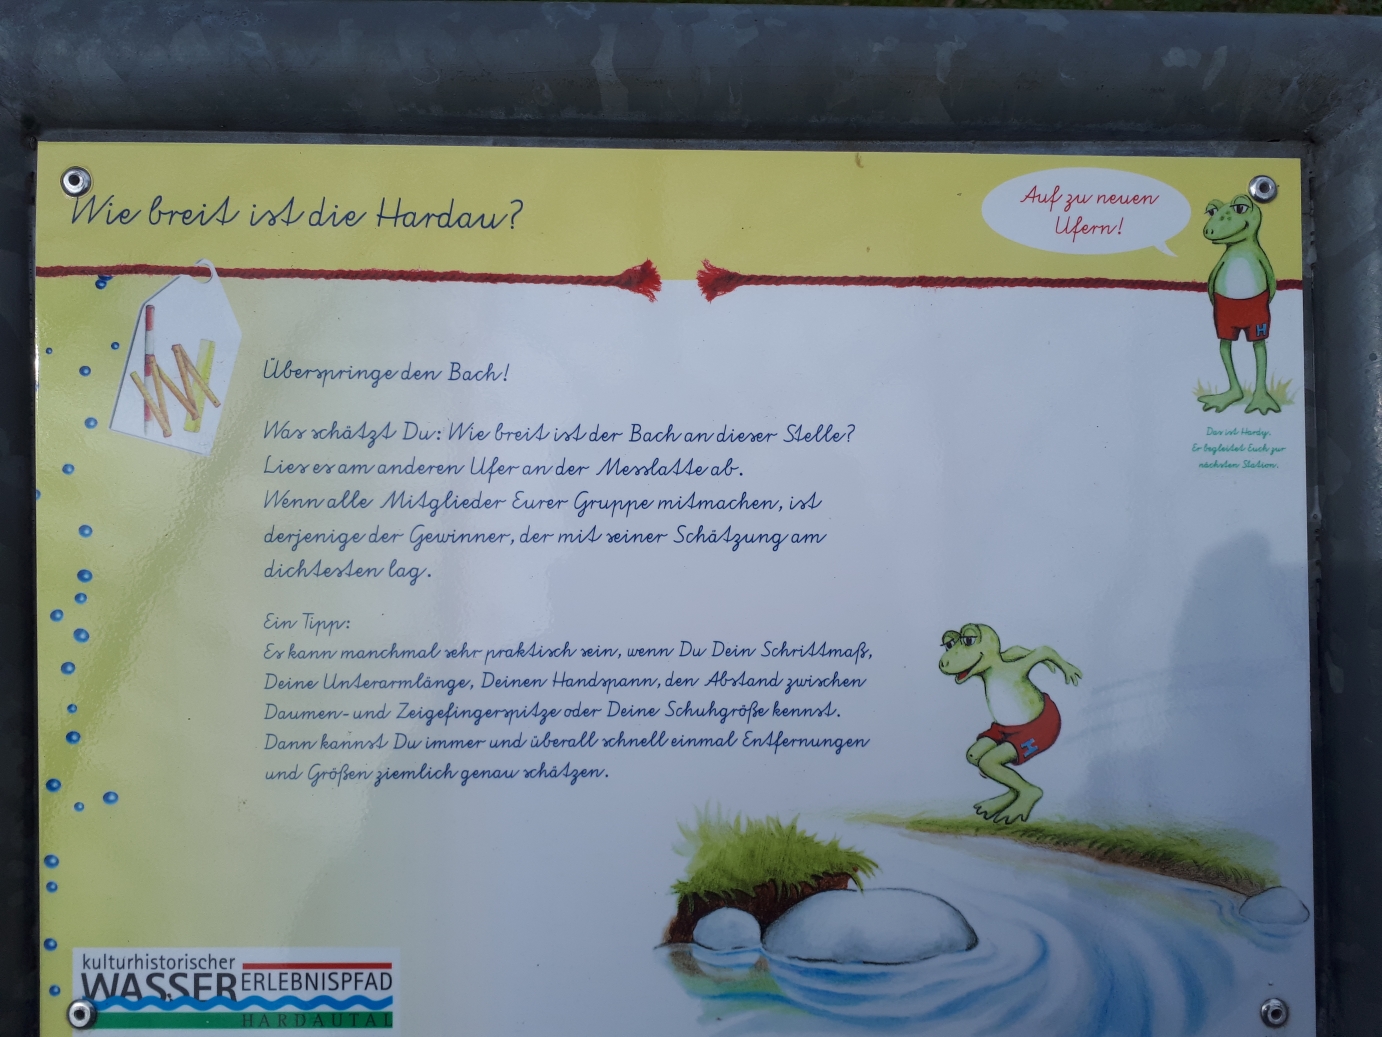 Wie breit ist die Hardau?
Auf zu neuen
Ufern!
H
Das ist Hardy.
Er begleitet Euch zur
nächsten Station.
Überspringe den Bach!
Was schätzt Du: Wie breit ist der Bach an dieser Stelle?
Lies es am anderen Ufer an der Messlatte ab.
Wenn alle Mitglieder Eurer Gruppe mitmachen, ist
derjenige der Gewinner, der mit seiner Schätzung am
dichtesten lag.
Ein Tipp:
Es kann manchmal sehr praktisch sein, wenn Du Dein Schrittmaß,
Deine Unterarmlänge, Deinen Handspann, den Abstand zwischen
Daumen- und Zeigefingerspitze oder Deine Schuhgröße kennst.
Dann kannst Du immer und überall schnell einmal Entfernungen
und Größen ziemlich genau schätzen.
H
kulturhistorischer
WASSER ERLEBNISPFAD
HARDAUTAL